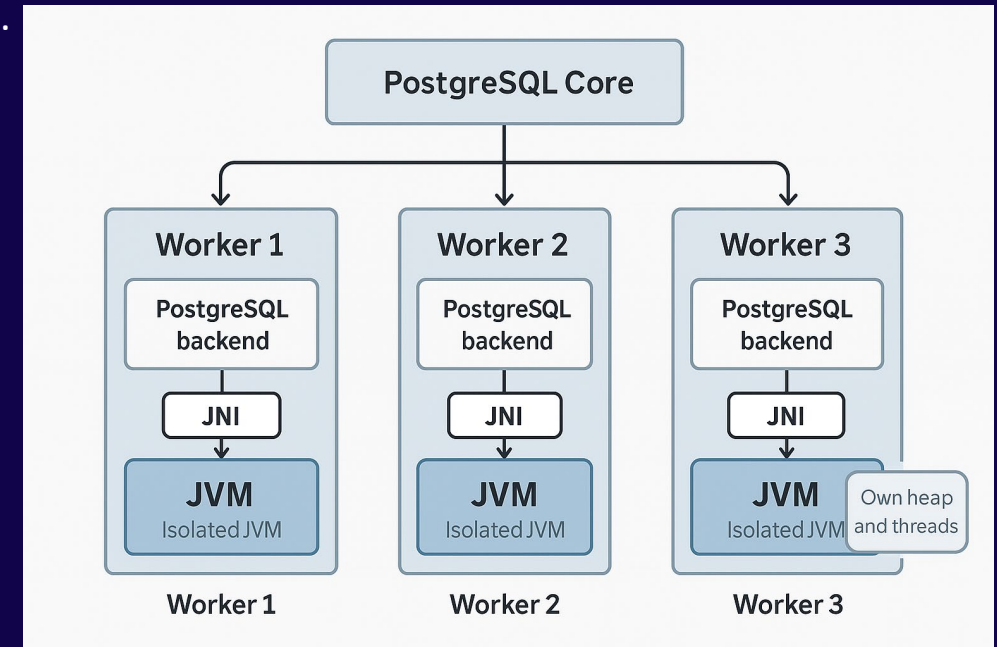 PostgreSQL Core
Worker 1
PostgreSQL
backend
JNI
JVM
Isolated JVM
Worker 1
Worker 2
PostgreSQL
backend
JNI
JVM
Isolated JVM
Worker 2
Worker 3
PostgreSQL
backend
JNI
JVM
Isolated JVM
Own heap
and threads
Worker 3